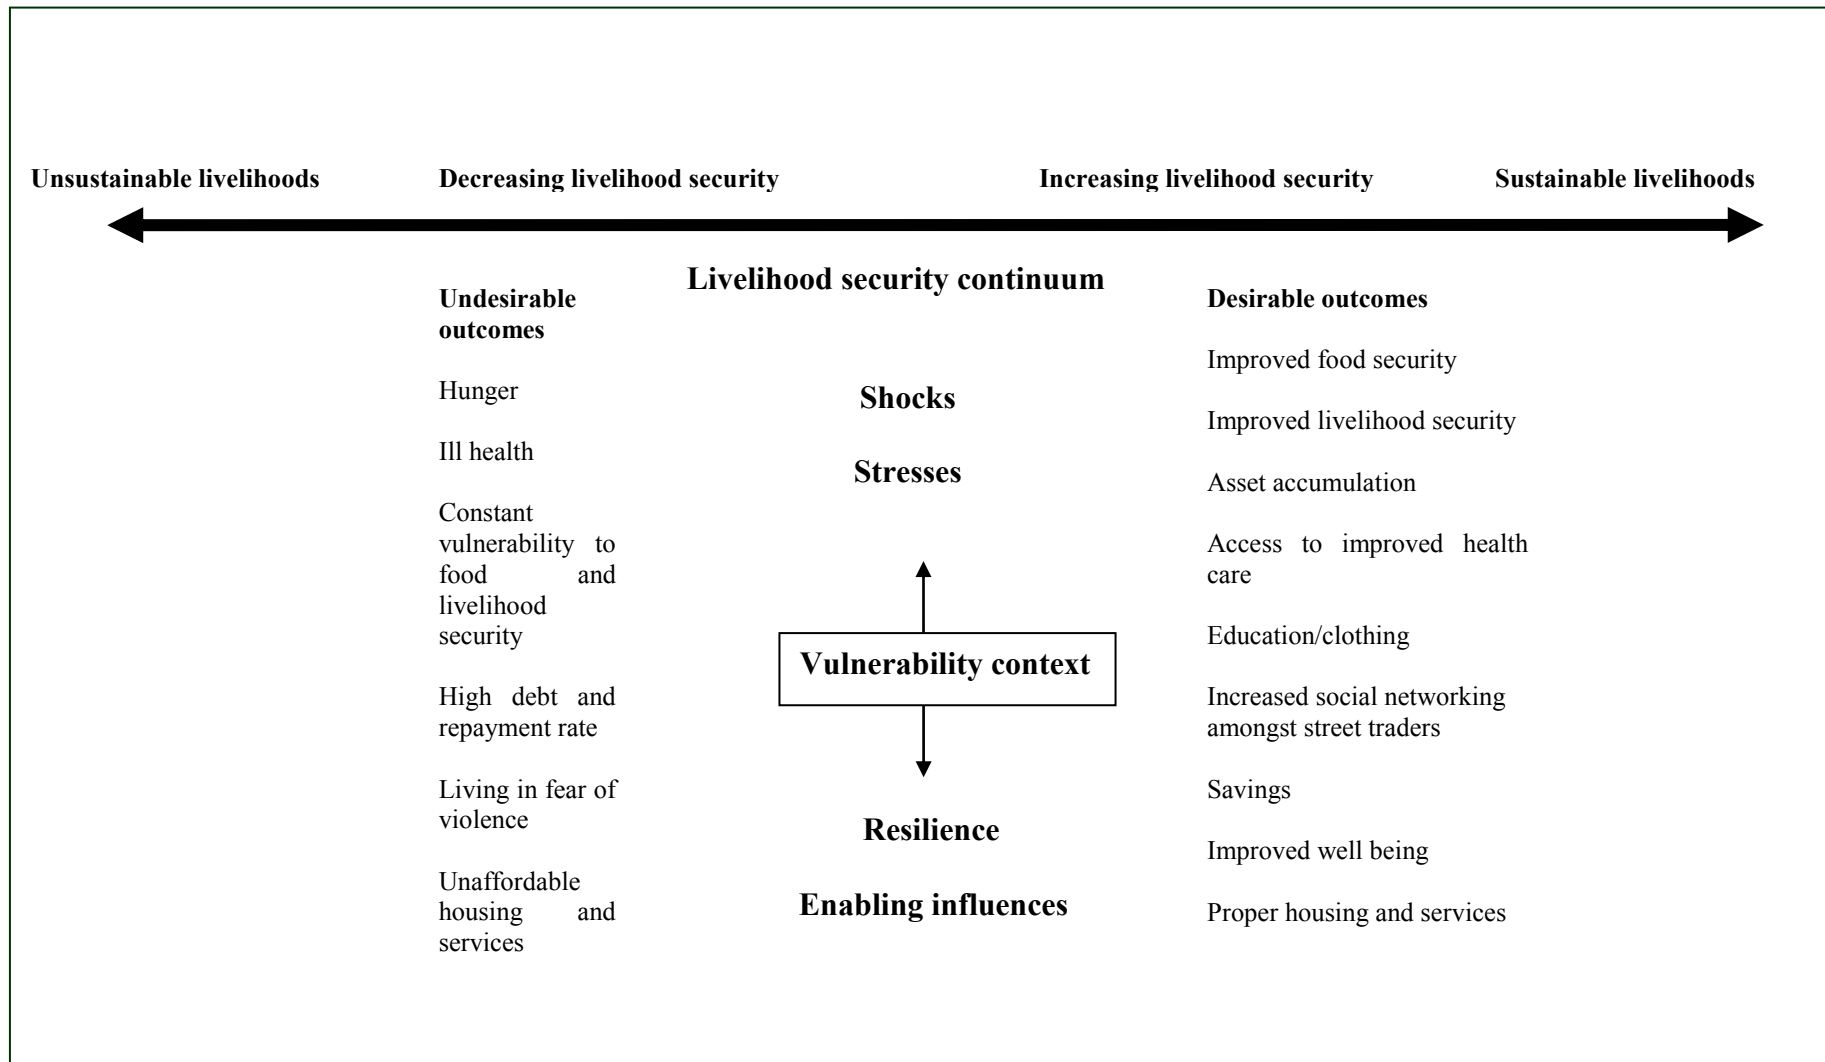 Unsustainable livelihoods
Decreasing livelihood security
Increasing livelihood security
Sustainable livelihoods
Livelihood security continuum
Undesirable
outcomes
Hunger
Ill health
Constant
vulnerability to
food and
livelihood
security
High debt and
repayment rate
Living in fear of
violence
Unaffordable
housing and
services
Shocks
Stresses
Vulnerability context
Resilience
Enabling influences
Desirable outcomes
Improved food security
Improved livelihood security
Asset accumulation
Access to improved health
care
Education/clothing
Increased social networking
amongst street traders
Savings
Improved well being
Proper housing and services